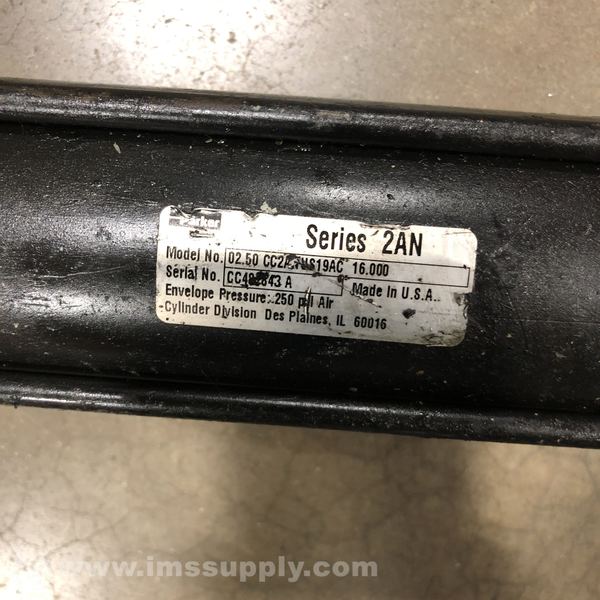 Parker
Series 2AN
Model No. 02.50 16.000
Serial No. Made In U.S.A.
Envelope Pressure: 250 psi Air
Cylinder Division Des Plaines, IL 60016
www.imssupply.com